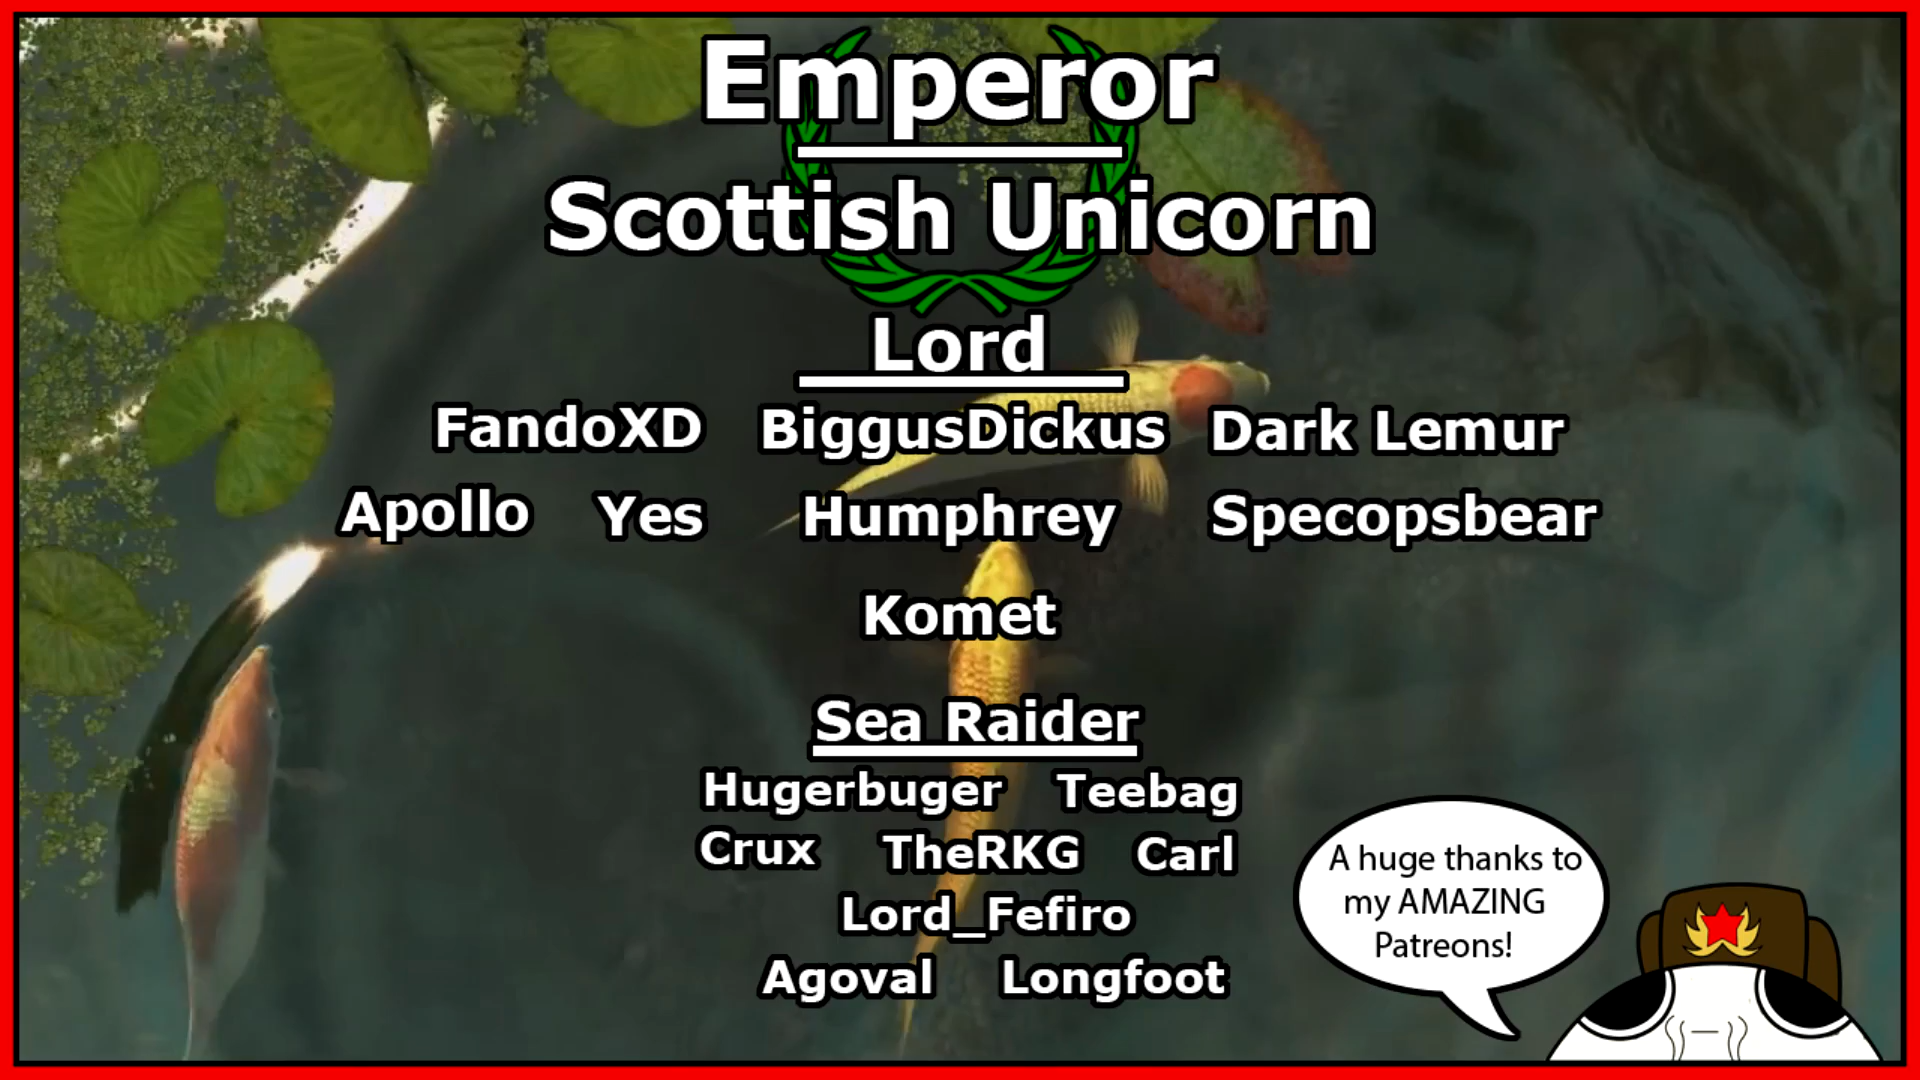 Emperor
Scottish Unicorn
Lord
FandoXD BiggusDickus Dark Lemur
Apollo Yes Humphrey Specopsbear
Komet
Sea Raider
Hugerbuger Teebag
Crux TheRKG Carl
Lord_Fefiro
Agoval Longfoot
A huge thanks to
my AMAZING
Patreons!